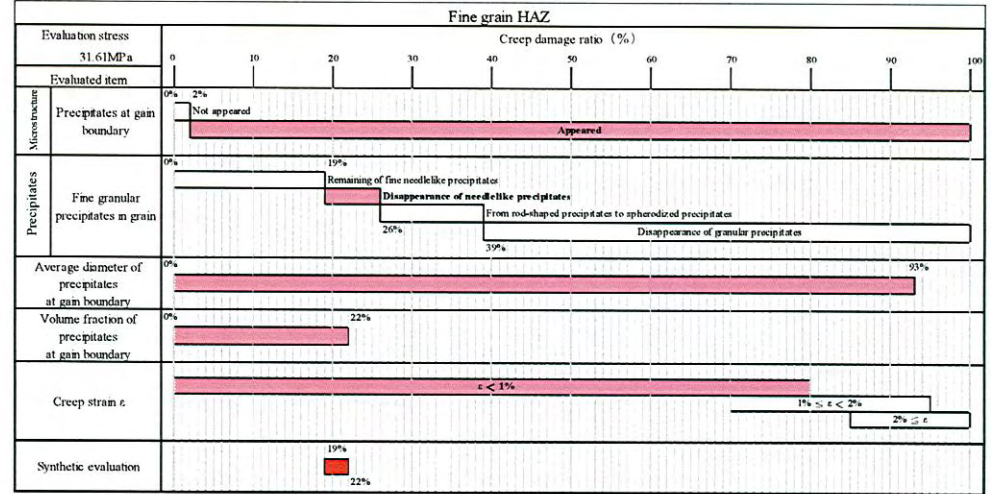 Fine grain HAZ
Evaluation stress
31.61MPa
Evaluated item
Creep damage ratio (%)
0 10 20 30 40 50 60 70 80 90 100
Microstructure
Precipitates at gain
boundary
0% 2%
Not appeared
Appeared
Precipitates
Fine granular
precipitates in grain
0% 19%
Remaining of fine needlelike precipitates
Disappearance of needlelike precipitates
From rod-shaped precipitates to spherodized precipitates
26%
Disappearance of granular precipitates
39%
Average diameter of
precipitates
at gain boundary
0% 93%
Volume fraction of
precipitates
at gain boundary
0% 22%
Creep strain ε
ε < 1%
1% ≤ ε < 2%
2% ≦ ε
Synthetic evaluation
19%
22%